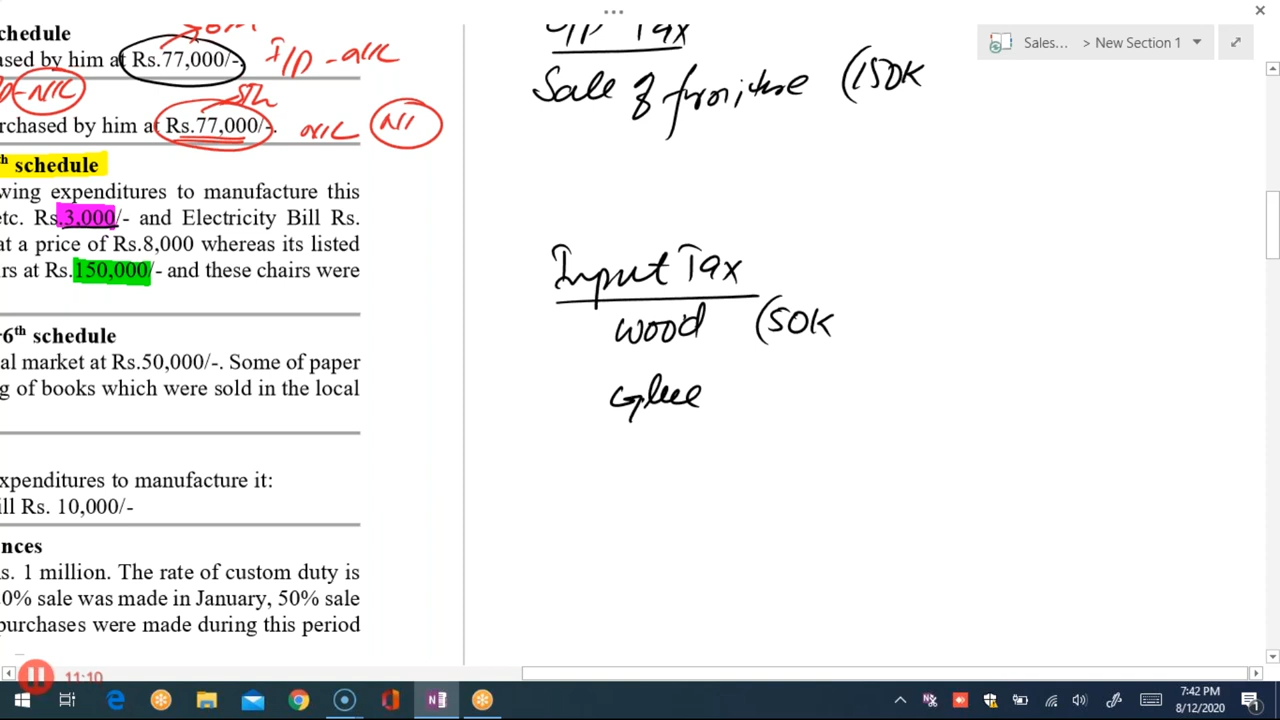 chedule
ased by him at Rs.77,000/-. I/P - a/c
NIC
rchased by him at Rs.77,000/-.
th schedule
wing expenditures to manufacture this
etc. Rs.3,000/- and Electricity Bill Rs.
at a price of Rs.8,000 whereas its listed
rs at Rs.150,000/- and these chairs were
6th schedule
al market at Rs.50,000/-. Some of paper
g of books which were sold in the local
xpenditures to manufacture it:
ill Rs. 10,000/-
nces
s. 1 million. The rate of custom duty is
0% sale was made in January, 50% sale
purchases were made during this period
O/P Tax
Sale of furniture (150K
Input Tax
wood (50K
Glue
Sales... > New Section 1
11:10
7:42 PM
8/12/2020